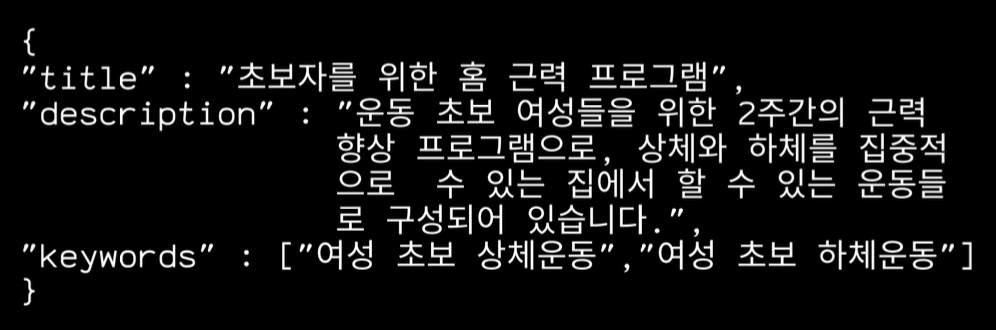 {
"title" : "초보자를 위한 홈 근력 프로그램",
"description" : "운동 초보 여성들을 위한 2주간의 근력
향상 프로그램으로, 상체와 하체를 집중적
으로  수 있는 집에서 할 수 있는 운동들
로 구성되어 있습니다.",
"keywords" : ["여성 초보 상체운동","여성 초보 하체운동"]
}